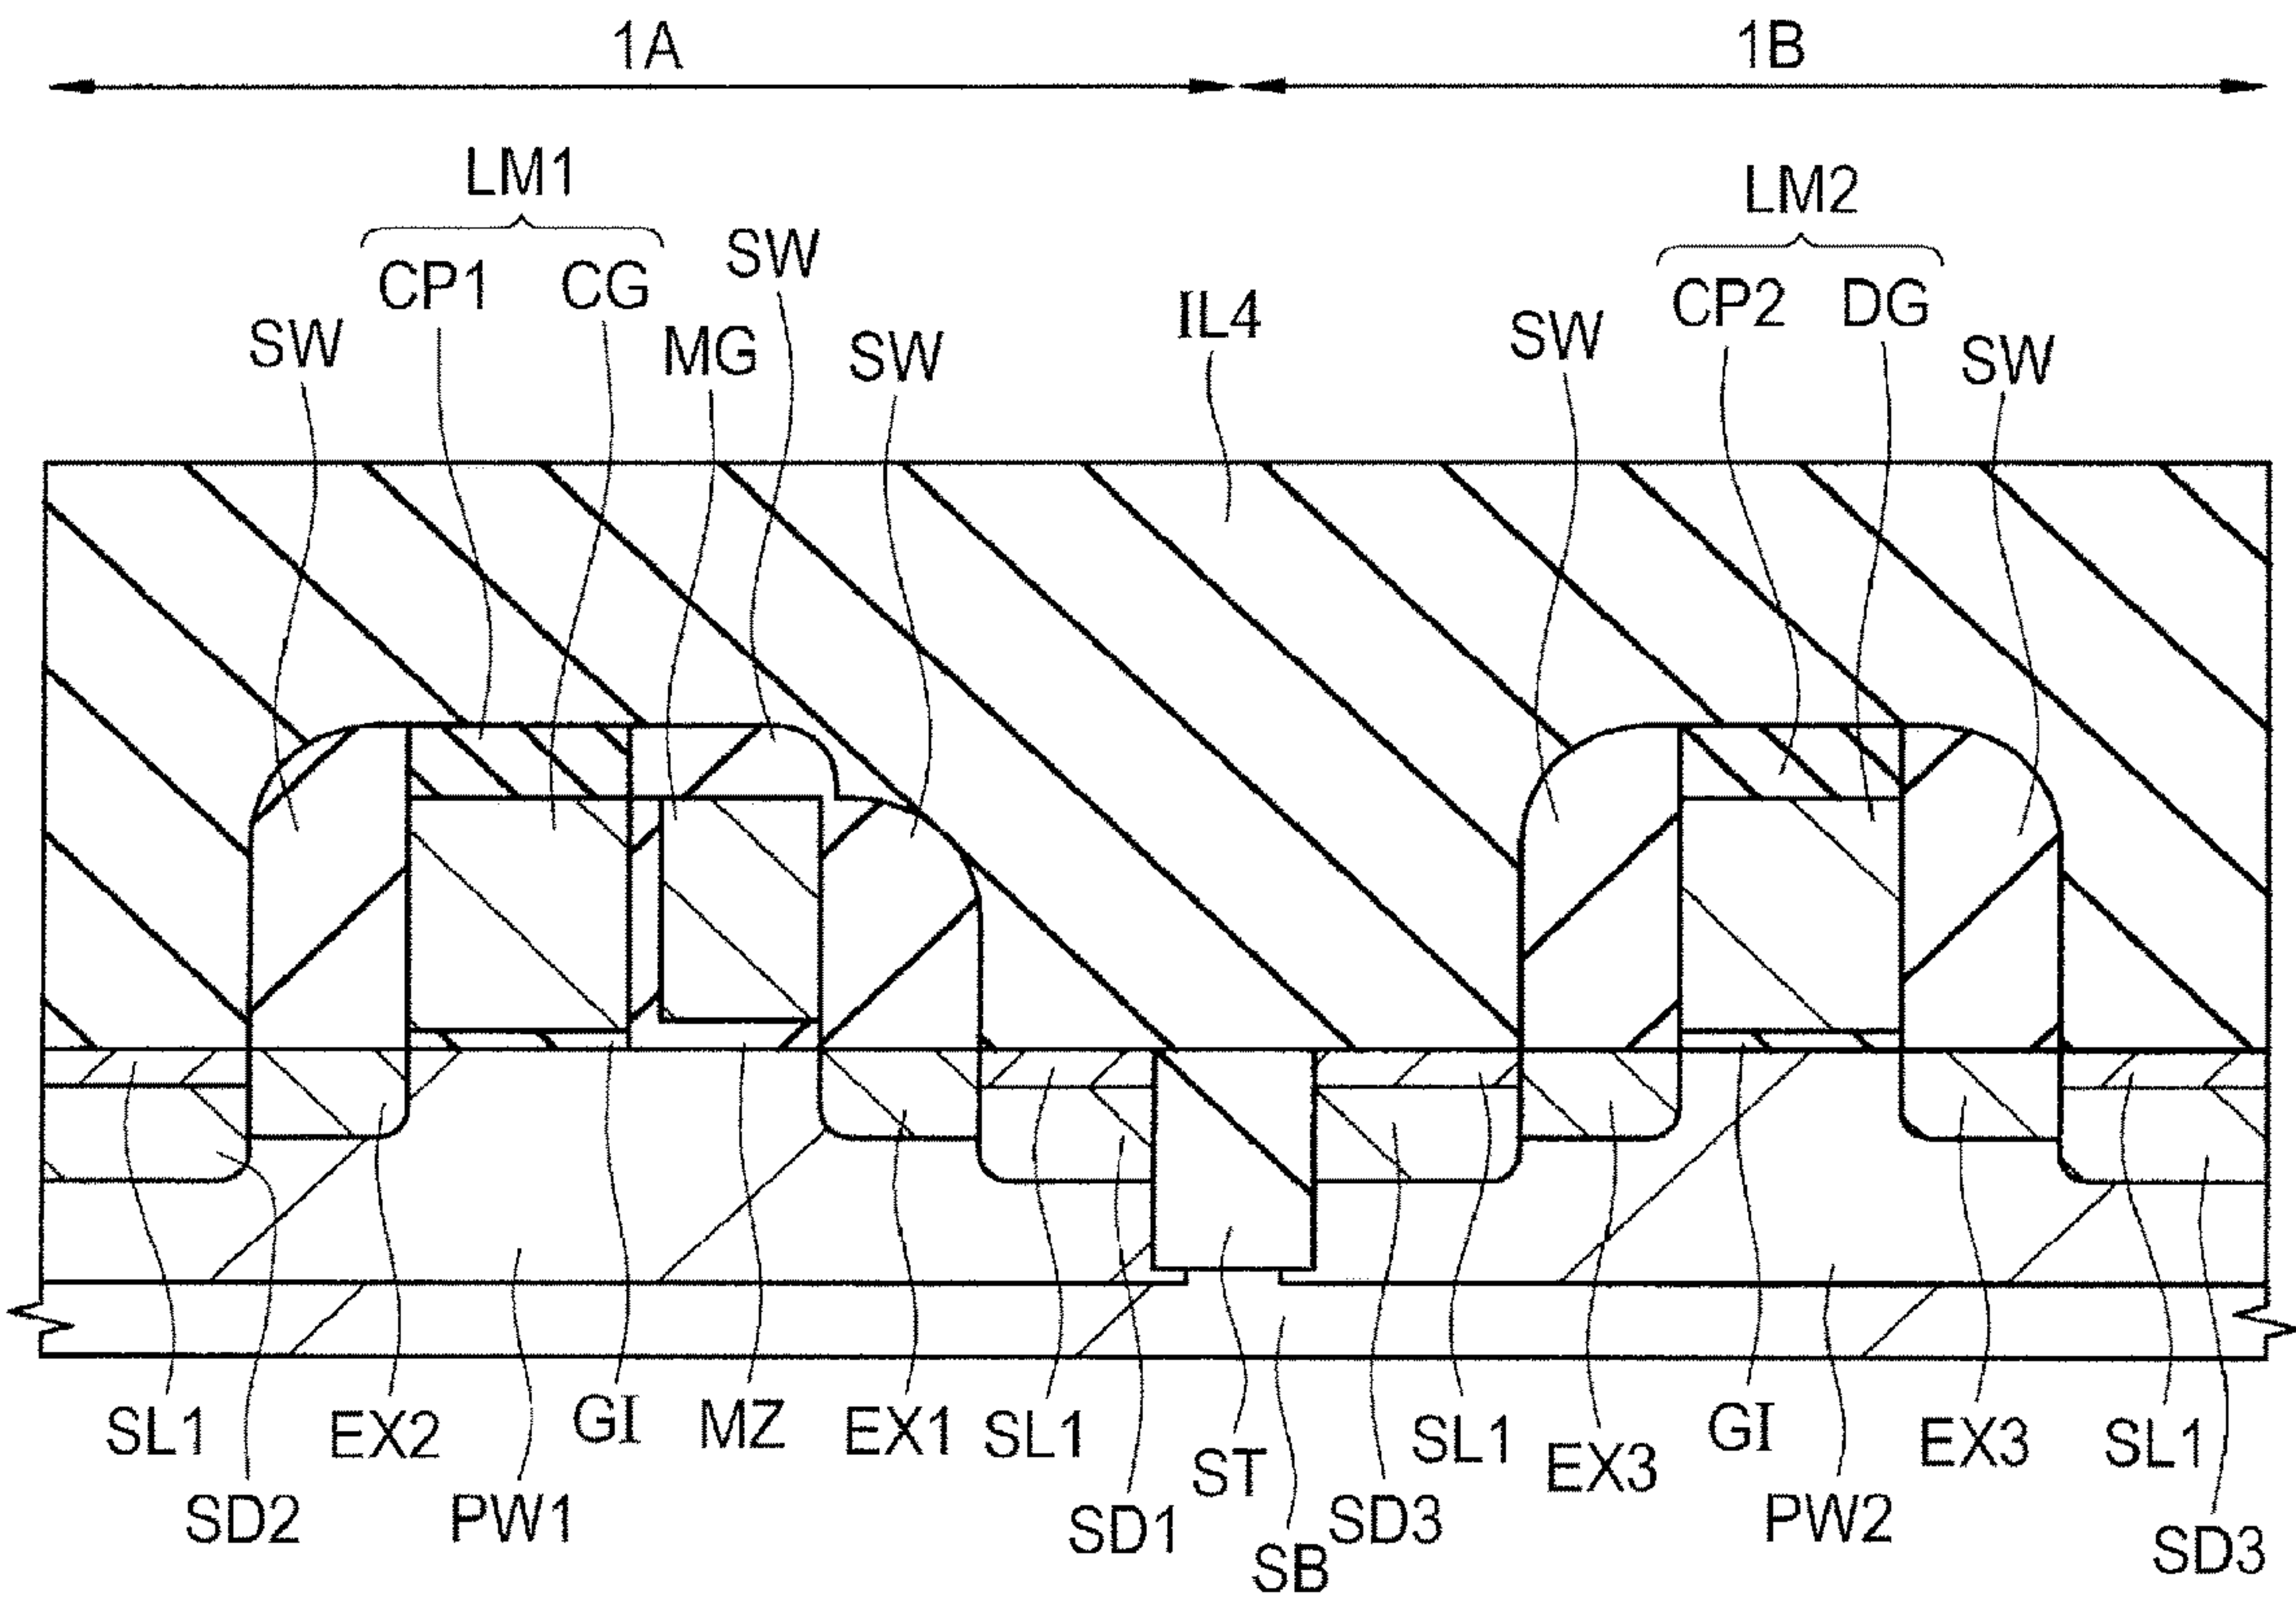 1A 1B
LM1 LM2
CP1 CG SW CP2 DG
SW MG SW IL4 SW SW
SL1 EX2 GI MZ EX1 SL1 ST SL1 EX3 GI EX3 SL1
SD2 PW1 SD1 SB SD3 PW2 SD3